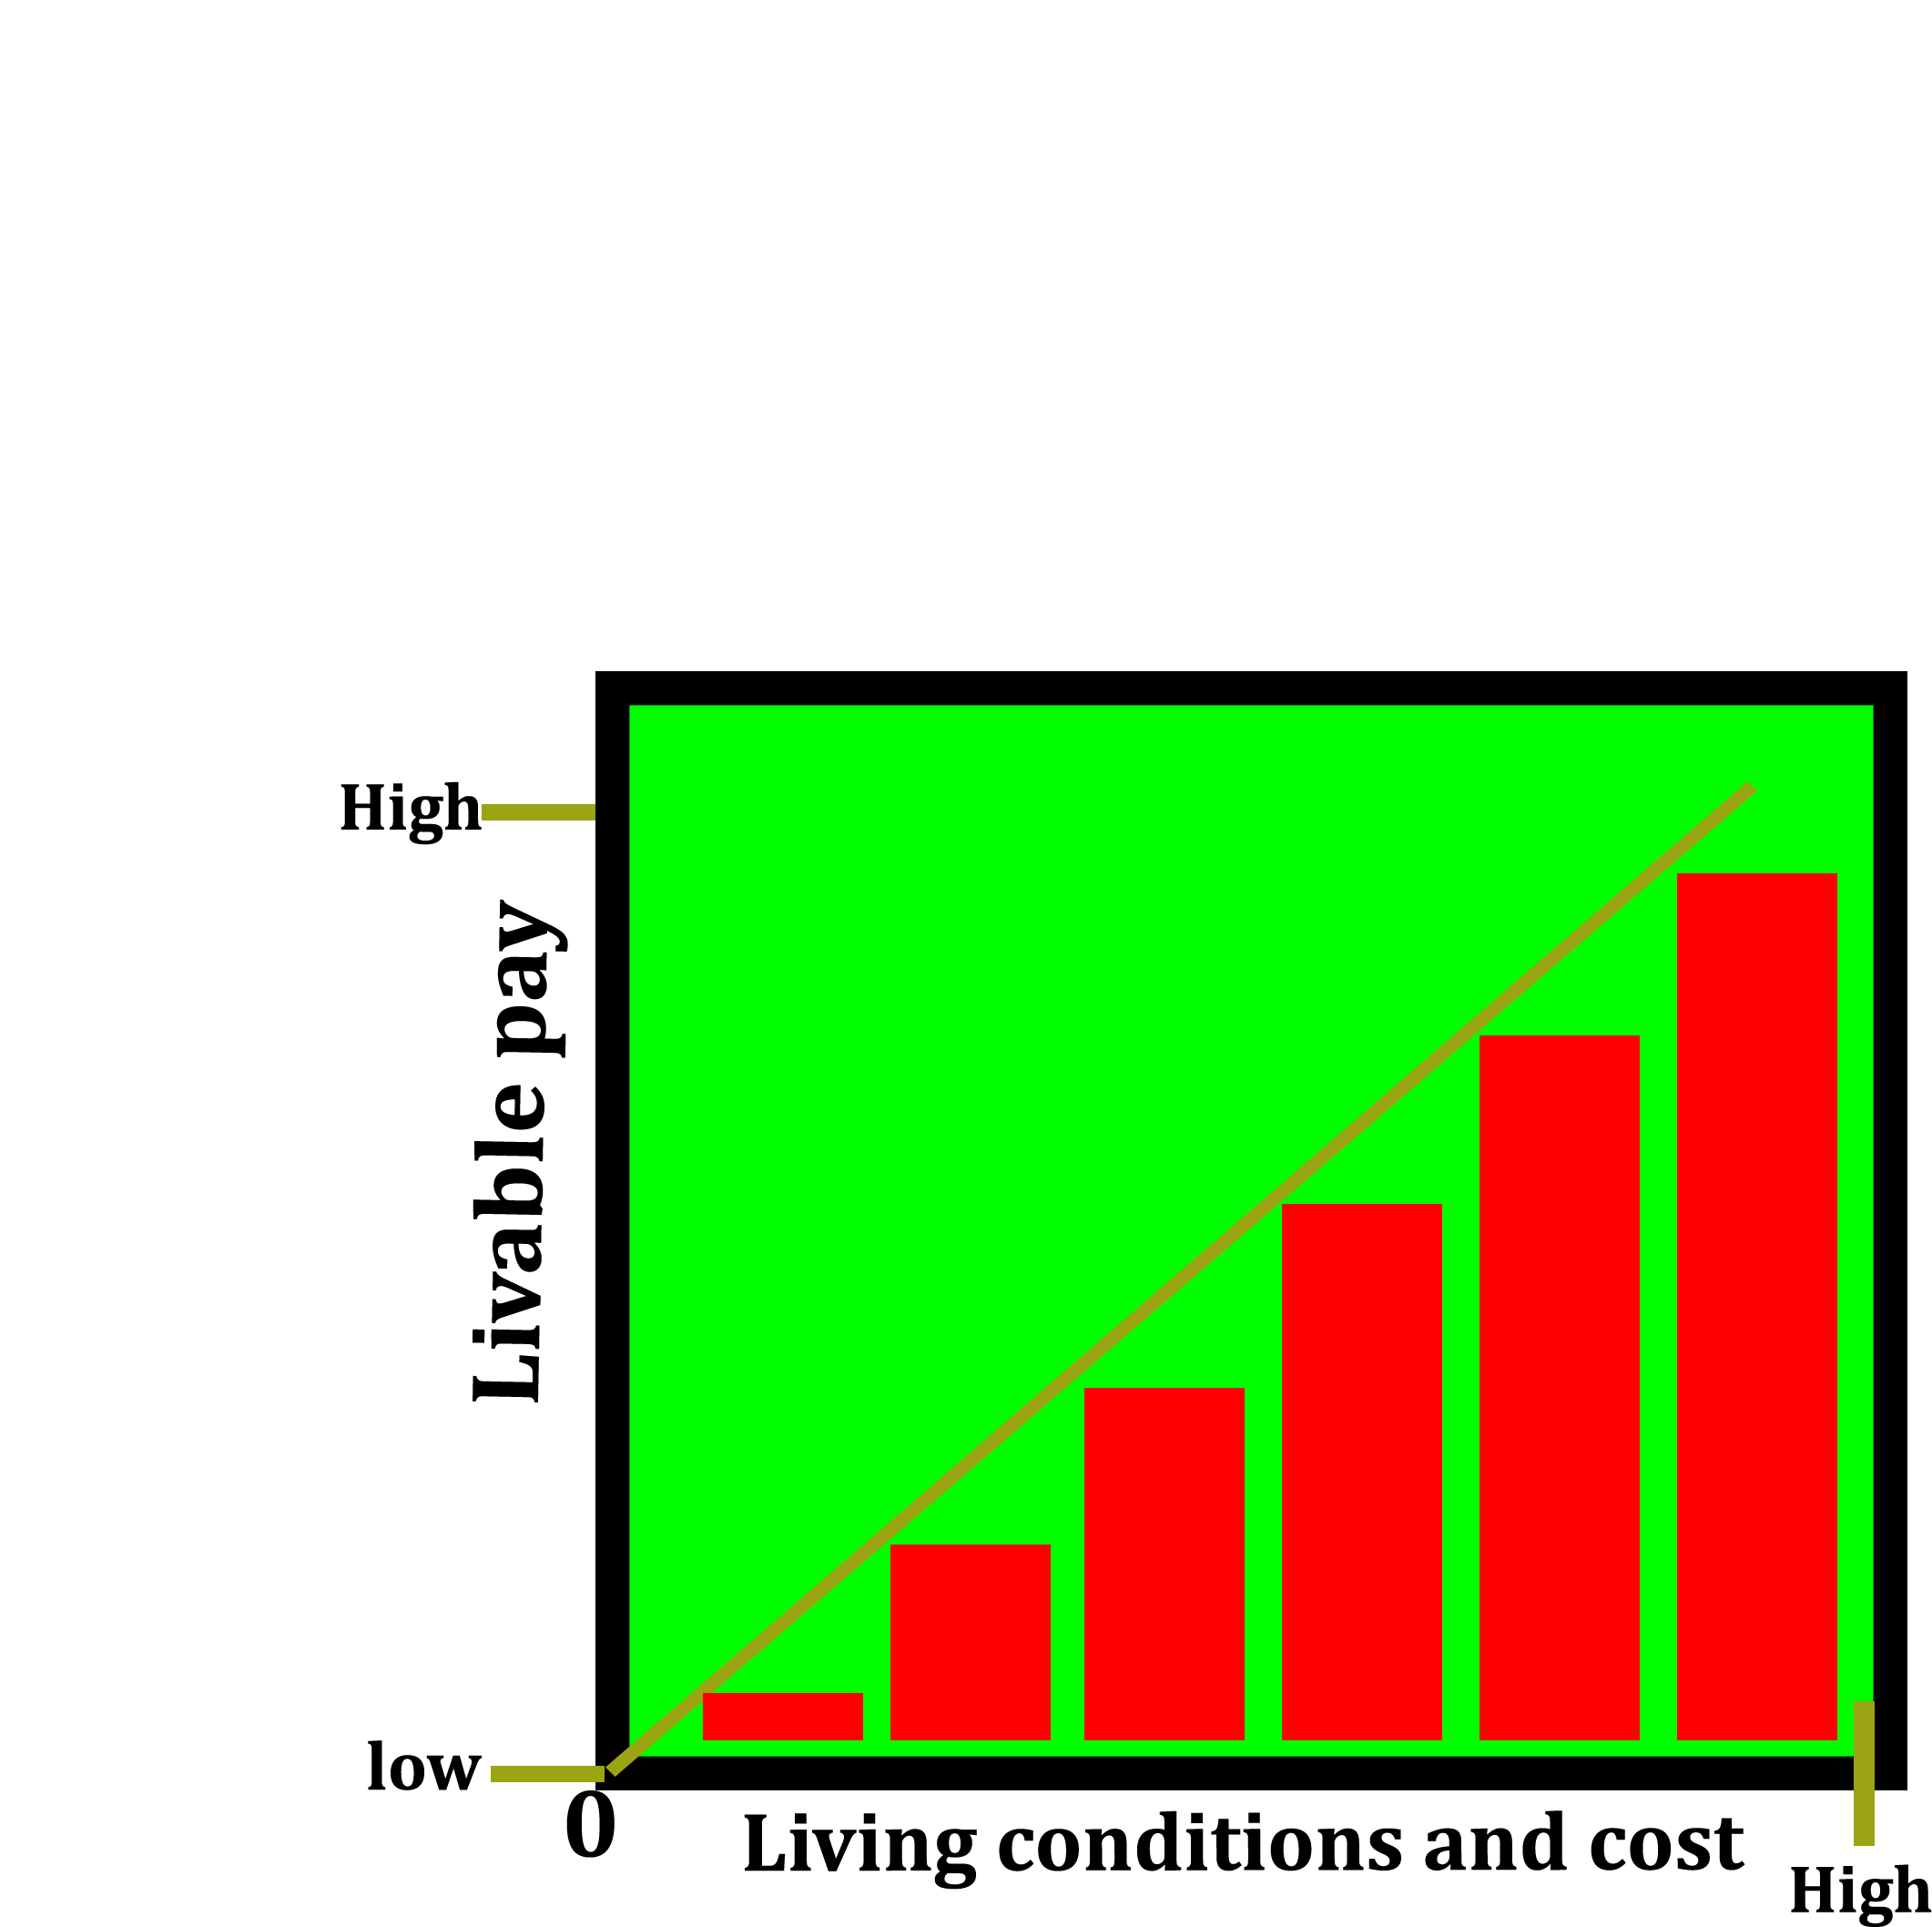 High
Livable pay
low
0
Living conditions and cost
High